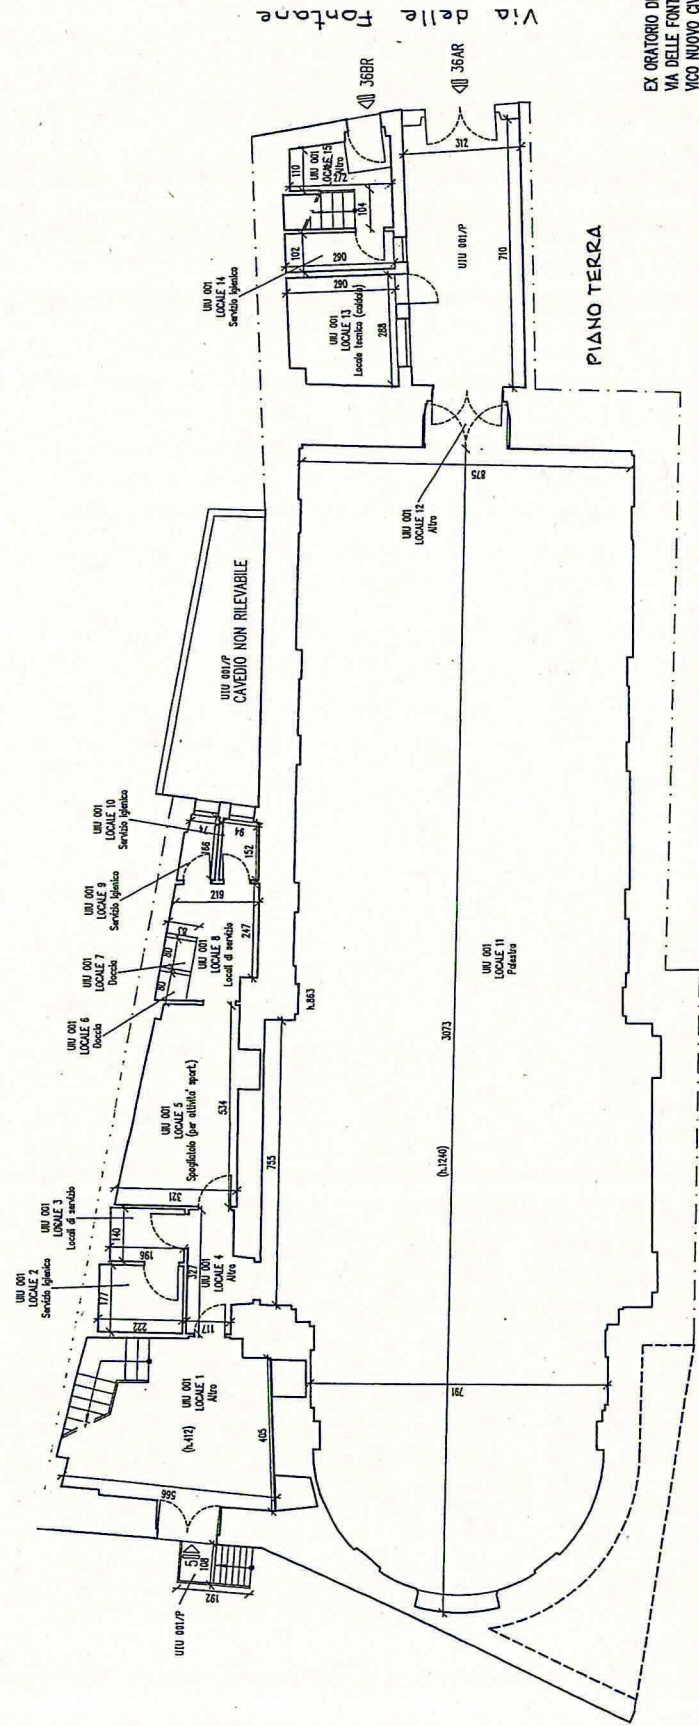 Via delle Fontane
36BR
36AR
EX ORATORIO
VIA DELLE
VICO NUOVO
PIANO TERRA
UIU 001
LOCALE 15
Altro
110
272
104
102
290
UIU 001
LOCALE 14
Servizio Igienico
290
UIU 001
LOCALE 13
Locale tecnico (caldaia)
288
312
UIU 001/P
710
UIU 001
LOCALE 12
Altro
875
UIU 001/P
CAVEDIO NON RILEVABILE
UIU 001
LOCALE 10
Servizio Igienico
74
94
166
152
UIU 001
LOCALE 9
Servizio Igienico
219
247
UIU 001
LOCALE 8
Locali di servizio
UIU 001
LOCALE 7
Doccia
80
80
UIU 001
LOCALE 6
Doccia
h.863
UIU 001
LOCALE 11
Palestra
3073
(h.1240)
755
534
UIU 001
LOCALE 5
Spogliatoio (per attivita' sport.)
321
UIU 001
LOCALE 3
Locali di servizio
140
196
UIU 001
LOCALE 4
Altro
327
117
UIU 001
LOCALE 2
Servizio Igienico
177
222
UIU 001
LOCALE 1
Altro
(h.412)
405
566
791
5
108
192
UIU 001/P